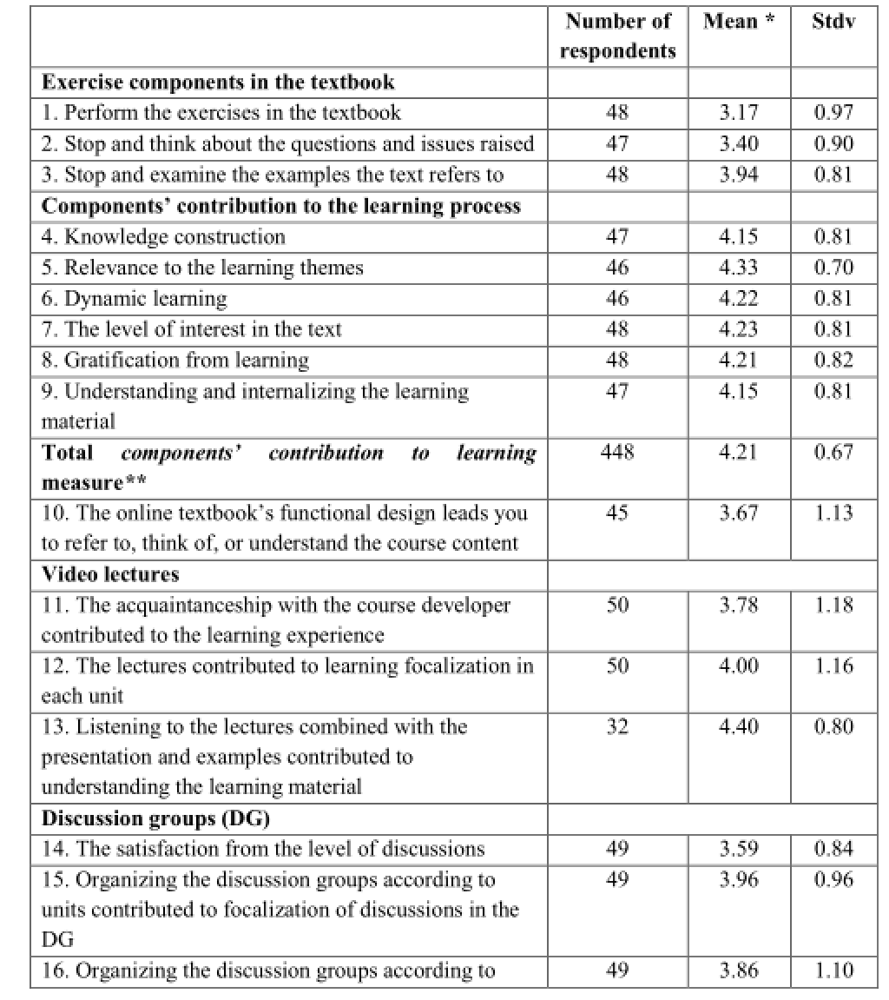 Number of respondents Mean * Stdv
Exercise components in the textbook
1. Perform the exercises in the textbook 48 3.17 0.97
2. Stop and think about the questions and issues raised 47 3.40 0.90
3. Stop and examine the examples the text refers to 48 3.94 0.81
Components’ contribution to the learning process
4. Knowledge construction 47 4.15 0.81
5. Relevance to the learning themes 46 4.33 0.70
6. Dynamic learning 46 4.22 0.81
7. The level of interest in the text 48 4.23 0.81
8. Gratification from learning 48 4.21 0.82
9. Understanding and internalizing the learning 47 4.15 0.81
material
Total components’ contribution to learning 448 4.21 0.67
measure**
10. The online textbook’s functional design leads you 45 3.67 1.13
to refer to, think of, or understand the course content
Video lectures
11. The acquaintanceship with the course developer 50 3.78 1.18
contributed to the learning experience
12. The lectures contributed to learning focalization in 50 4.00 1.16
each unit
13. Listening to the lectures combined with the 32 4.40 0.80
presentation and examples contributed to
understanding the learning material
Discussion groups (DG)
14. The satisfaction from the level of discussions 49 3.59 0.84
15. Organizing the discussion groups according to 49 3.96 0.96
units contributed to focalization of discussions in the
DG
16. Organizing the discussion groups according to 49 3.86 1.10